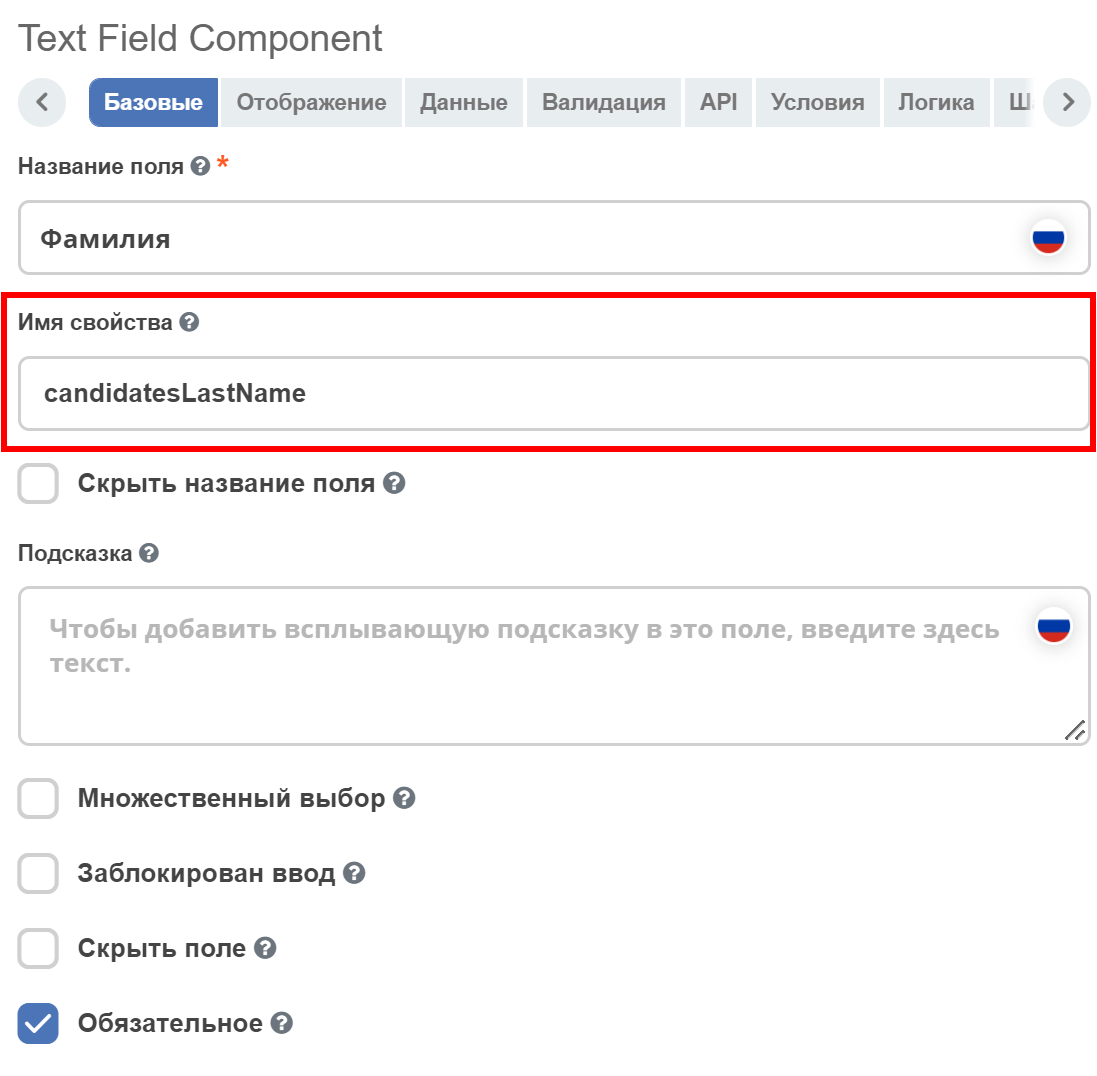 Text Field Component
Базовые Отображение Данные Валидация API Условия Логика
Название поля *
Фамилия
Имя свойства
candidatesLastName
Скрыть название поля
Подсказка
Чтобы добавить всплывающую подсказку в это поле, введите здесь
текст.
Множественный выбор
Заблокирован ввод
Скрыть поле
Обязательное